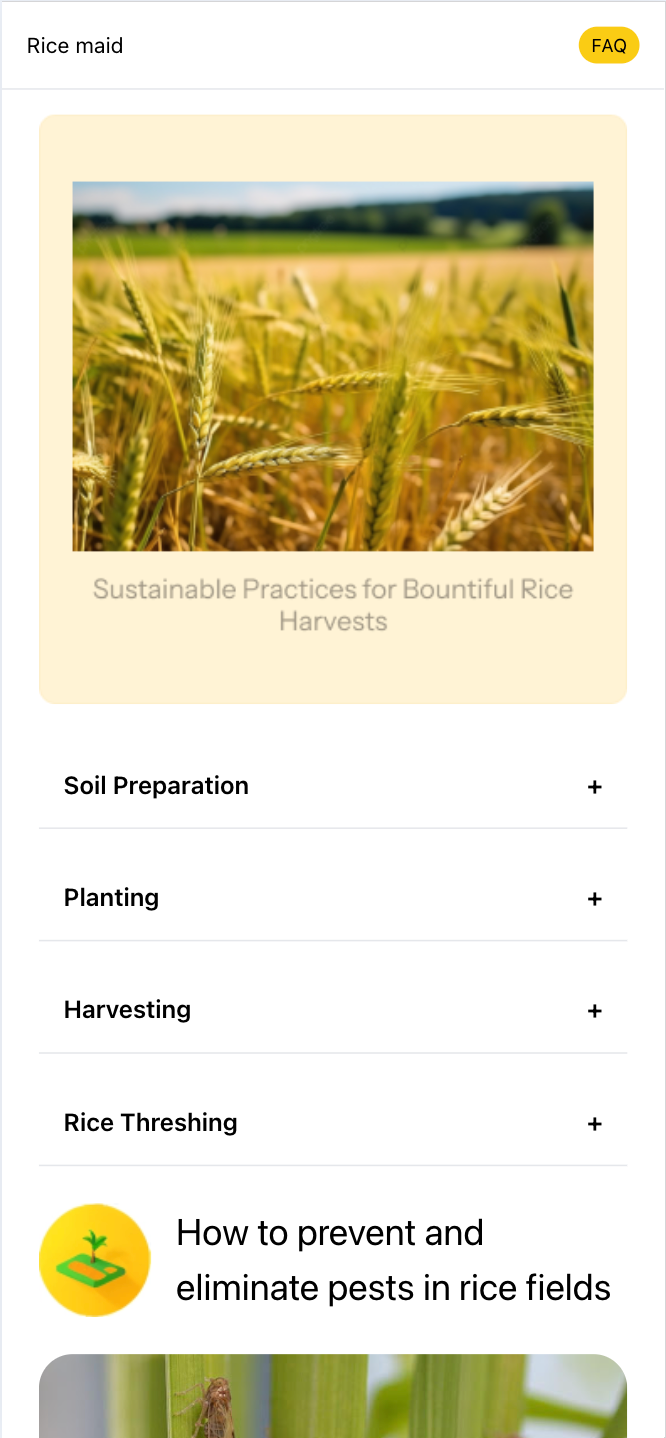 Rice maid
FAQ
Sustainable Practices for Bountiful Rice
Harvests
Soil Preparation
+
Planting
+
Harvesting
+
Rice Threshing
+
How to prevent and
eliminate pests in rice fields